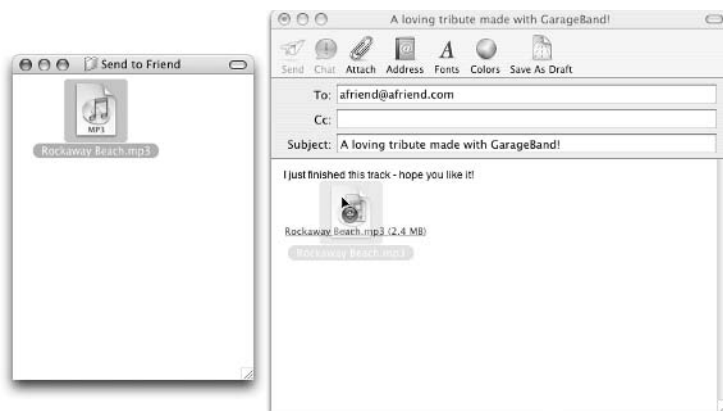 Send to Friend
MP3
Rockaway Beach.mp3
A loving tribute made with GarageBand!
Send Chat Attach Address Fonts Colors Save As Draft
To: afriend@afriend.com
Cc:
Subject: A loving tribute made with GarageBand!
I just finished this track - hope you like it!
Rockaway Beach.mp3 (2.4 MB)
Rockaway Beach.mp3